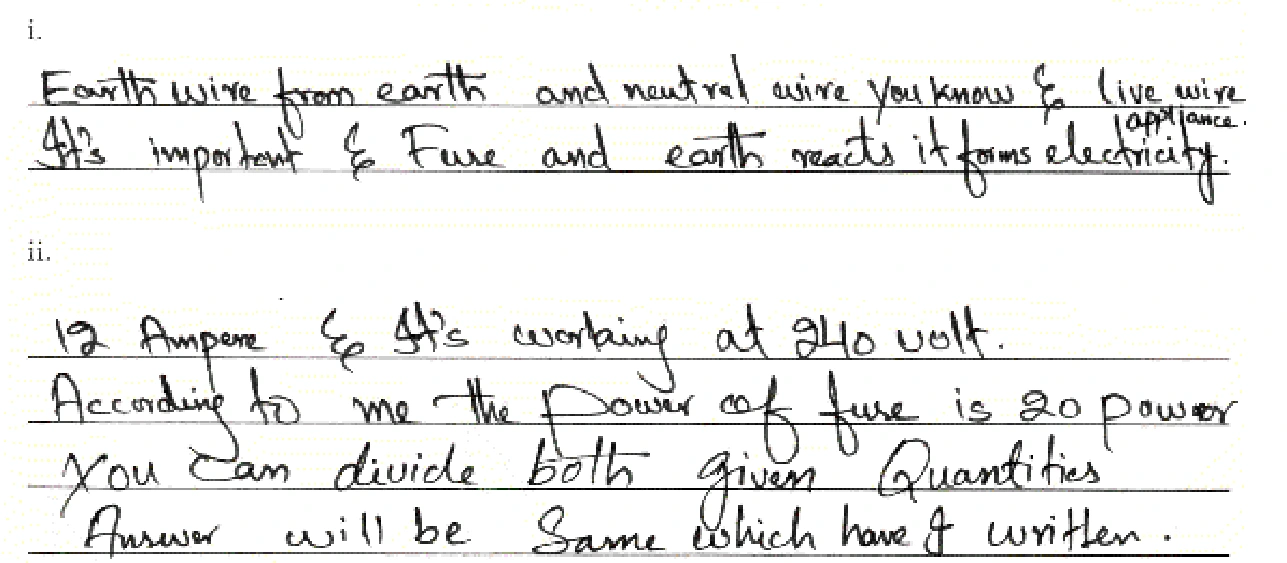 i.
Earth wire from earth and neutral wire you know & live wire
appliance.
It's important & Fuse and earth reacts it forms electricity.
ii.
12 Ampere & It's working at 240 volt.
According to me the power of fuse is 20 power
You can divide both given Quantities
Answer will be Same which have I written.